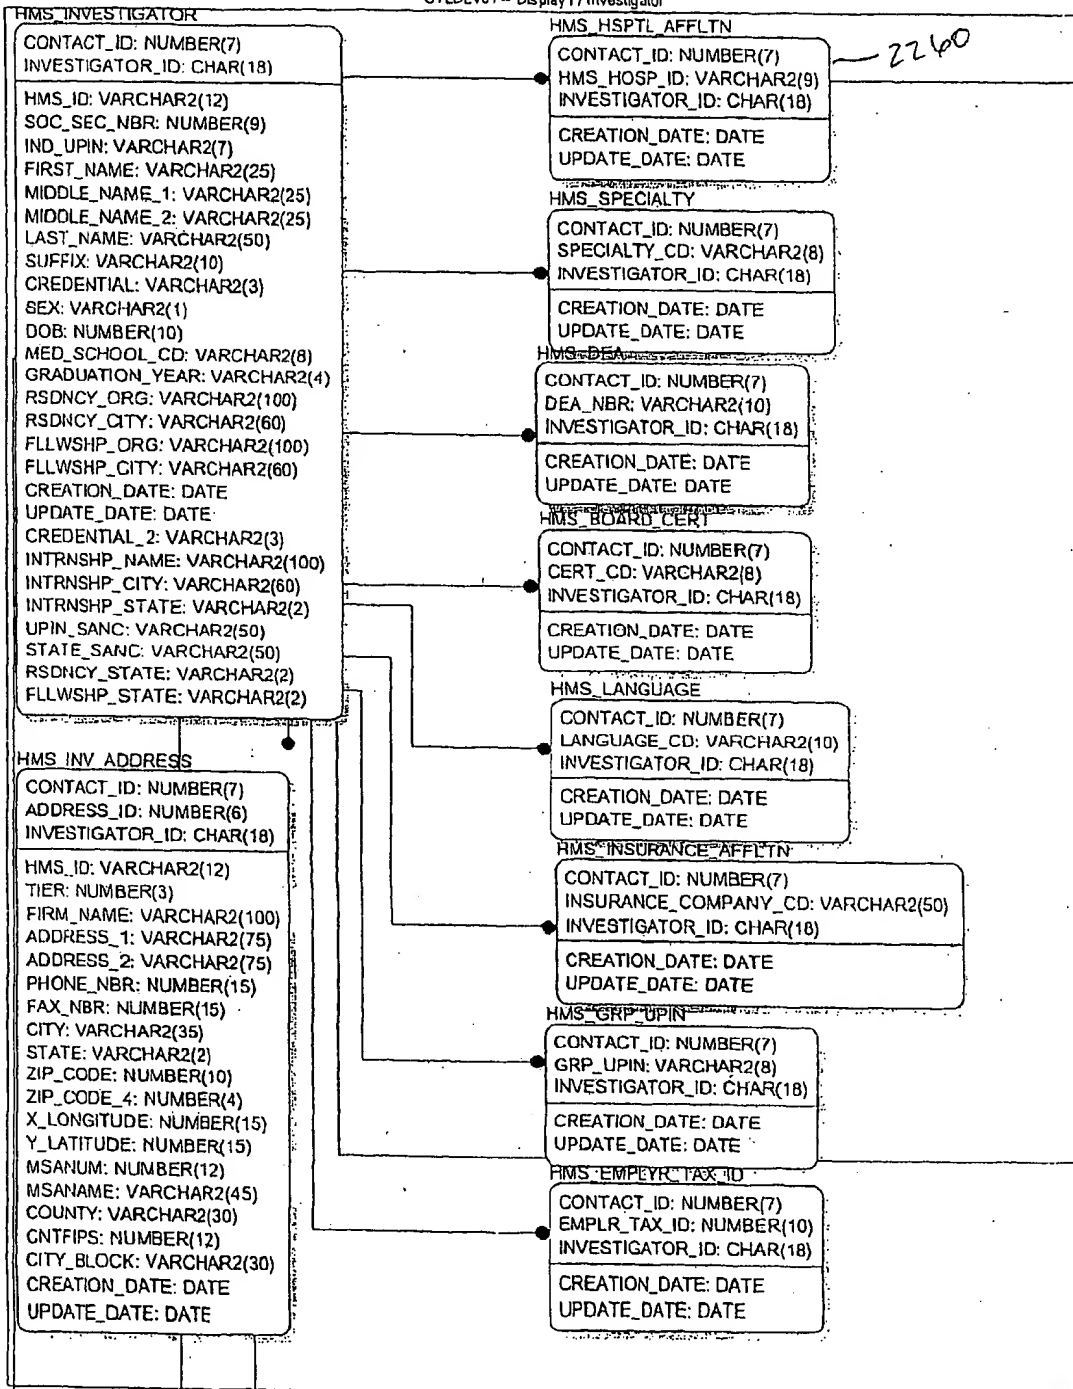 HMS_INVESTIGATOR
CONTACT_ID: NUMBER(7)
INVESTIGATOR_ID: CHAR(18)
HMS_ID: VARCHAR2(12)
SOC_SEC_NBR: NUMBER(9)
IND_UPIN: VARCHAR2(7)
FIRST_NAME: VARCHAR2(25)
MIDDLE_NAME_1: VARCHAR2(25)
MIDDLE_NAME_2: VARCHAR2(25)
LAST_NAME: VARCHAR2(50)
SUFFIX: VARCHAR2(10)
CREDENTIAL: VARCHAR2(3)
SEX: VARCHAR2(1)
DOB: NUMBER(10)
MED_SCHOOL_CD: VARCHAR2(8)
GRADUATION_YEAR: VARCHAR2(4)
RSDNCY_ORG: VARCHAR2(100)
RSDNCY_CITY: VARCHAR2(60)
FLLWSHP_ORG: VARCHAR2(100)
FLLWSHP_CITY: VARCHAR2(60)
CREATION_DATE: DATE
UPDATE_DATE: DATE
CREDENTIAL_2: VARCHAR2(3)
INTRNSHP_NAME: VARCHAR2(100)
INTRNSHP_CITY: VARCHAR2(60)
INTRNSHP_STATE: VARCHAR2(2)
UPIN_SANC: VARCHAR2(50)
STATE_SANC: VARCHAR2(50)
RSDNCY_STATE: VARCHAR2(2)
FLLWSHP_STATE: VARCHAR2(2)
HMS_INV_ADDRESS
CONTACT_ID: NUMBER(7)
ADDRESS_ID: NUMBER(6)
INVESTIGATOR_ID: CHAR(18)
HMS_ID: VARCHAR2(12)
TIER: NUMBER(3)
FIRM_NAME: VARCHAR2(100)
ADDRESS_1: VARCHAR2(75)
ADDRESS_2: VARCHAR2(75)
PHONE_NBR: NUMBER(15)
FAX_NBR: NUMBER(15)
CITY: VARCHAR2(35)
STATE: VARCHAR2(2)
ZIP_CODE: NUMBER(10)
ZIP_CODE_4: NUMBER(4)
X_LONGITUDE: NUMBER(15)
Y_LATITUDE: NUMBER(15)
MSANUM: NUMBER(12)
MSANAME: VARCHAR2(45)
COUNTY: VARCHAR2(30)
CNTFIPS: NUMBER(12)
CITY_BLOCK: VARCHAR2(30)
CREATION_DATE: DATE
UPDATE_DATE: DATE
HMS_HSPTL_AFFLTN
CONTACT_ID: NUMBER(7)
HMS_HOSP_ID: VARCHAR2(9)
INVESTIGATOR_ID: CHAR(18)
CREATION_DATE: DATE
UPDATE_DATE: DATE
2260
HMS_SPECIALTY
CONTACT_ID: NUMBER(7)
SPECIALTY_CD: VARCHAR2(8)
INVESTIGATOR_ID: CHAR(18)
CREATION_DATE: DATE
UPDATE_DATE: DATE
HMS_DEA
CONTACT_ID: NUMBER(7)
DEA_NBR: VARCHAR2(10)
INVESTIGATOR_ID: CHAR(18)
CREATION_DATE: DATE
UPDATE_DATE: DATE
HMS_BOARD_CERT
CONTACT_ID: NUMBER(7)
CERT_CD: VARCHAR2(8)
INVESTIGATOR_ID: CHAR(18)
CREATION_DATE: DATE
UPDATE_DATE: DATE
HMS_LANGUAGE
CONTACT_ID: NUMBER(7)
LANGUAGE_CD: VARCHAR2(10)
INVESTIGATOR_ID: CHAR(18)
CREATION_DATE: DATE
UPDATE_DATE: DATE
HMS_INSURANCE_AFFLTN
CONTACT_ID: NUMBER(7)
INSURANCE_COMPANY_CD: VARCHAR2(50)
INVESTIGATOR_ID: CHAR(18)
CREATION_DATE: DATE
UPDATE_DATE: DATE
HMS_GRP_UPIN
CONTACT_ID: NUMBER(7)
GRP_UPIN: VARCHAR2(8)
INVESTIGATOR_ID: CHAR(18)
CREATION_DATE: DATE
UPDATE_DATE: DATE
HMS_EMPLYR_TAX_ID
CONTACT_ID: NUMBER(7)
EMPLR_TAX_ID: NUMBER(10)
INVESTIGATOR_ID: CHAR(18)
CREATION_DATE: DATE
UPDATE_DATE: DATE